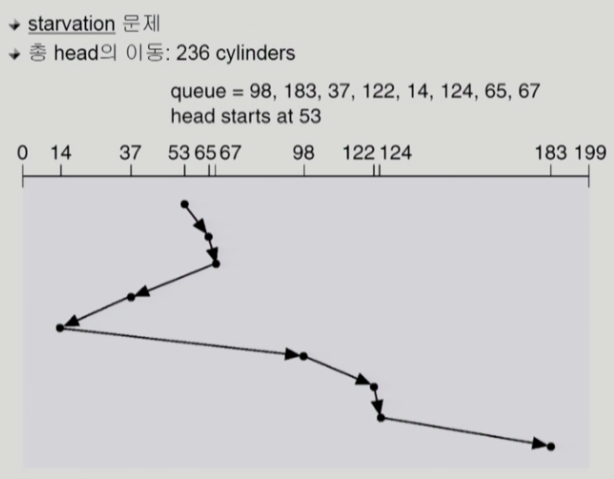 starvation 문제
총 head의 이동: 236 cylinders
queue = 98, 183, 37, 122, 14, 124, 65, 67
head starts at 53
0 14 37 53 65 67 98 122 124 183 199